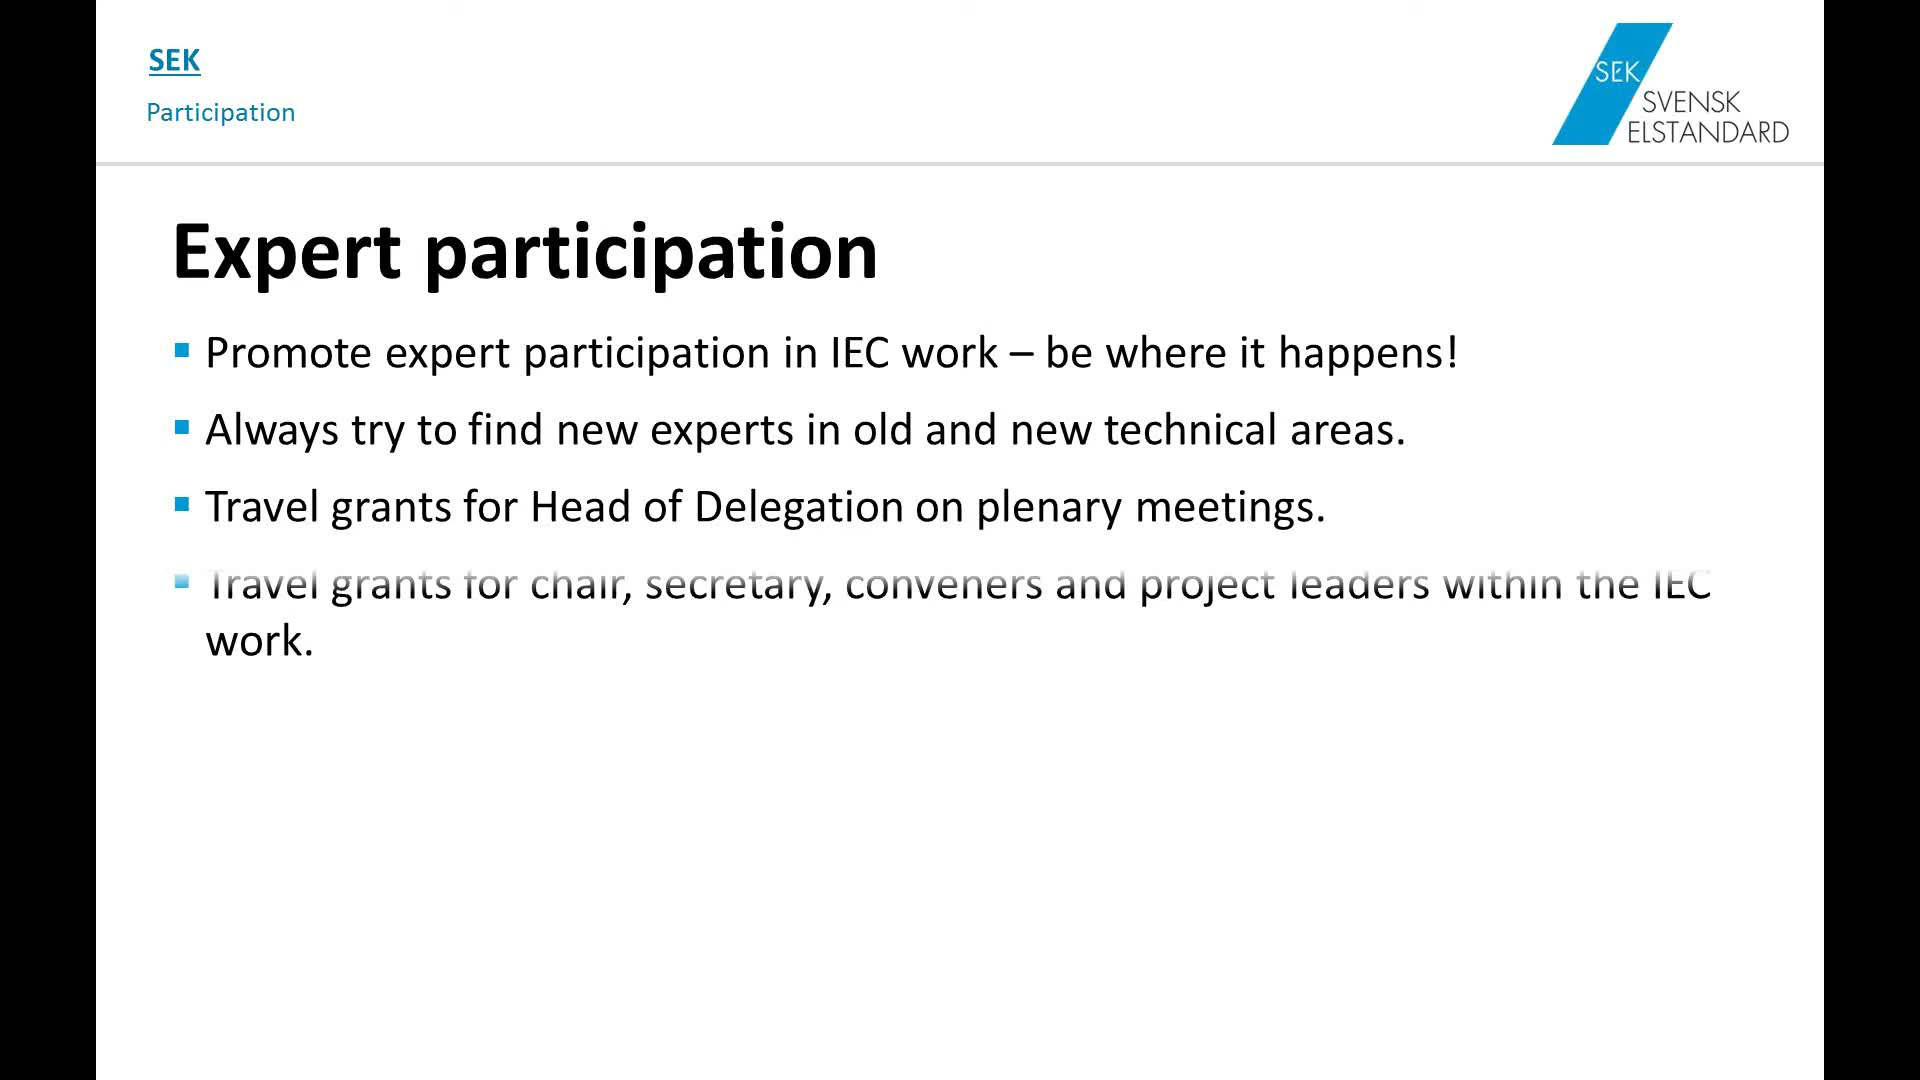 SEK
Participation
SEK
SVENSK
ELSTANDARD
Expert participation
Promote expert participation in IEC work – be where it happens!
Always try to find new experts in old and new technical areas.
Travel grants for Head of Delegation on plenary meetings.
Travel grants for chair, secretary, conveners and project leaders within the IEC
work.